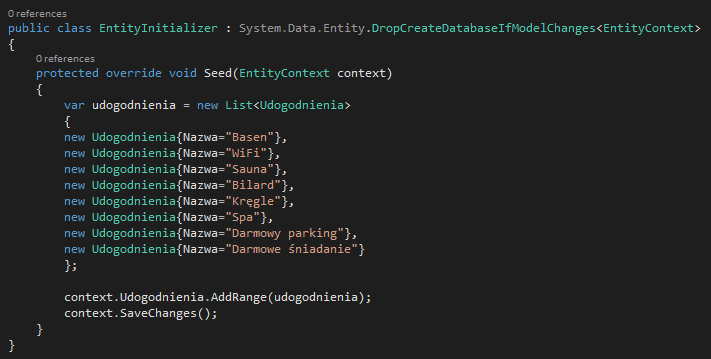 0 references
public class EntityInitializer : System.Data.Entity.DropCreateDatabaseIfModelChanges<EntityContext>
{
0 references
protected override void Seed(EntityContext context)
{
var udogodnienia = new List<Udogodnienia>
{
new Udogodnienia{Nazwa="Basen"},
new Udogodnienia{Nazwa="WiFi"},
new Udogodnienia{Nazwa="Sauna"},
new Udogodnienia{Nazwa="Bilard"},
new Udogodnienia{Nazwa="Kręgle"},
new Udogodnienia{Nazwa="Spa"},
new Udogodnienia{Nazwa="Darmowy parking"},
new Udogodnienia{Nazwa="Darmowe śniadanie"}
};
context.Udogodnienia.AddRange(udogodnienia);
context.SaveChanges();
}
}